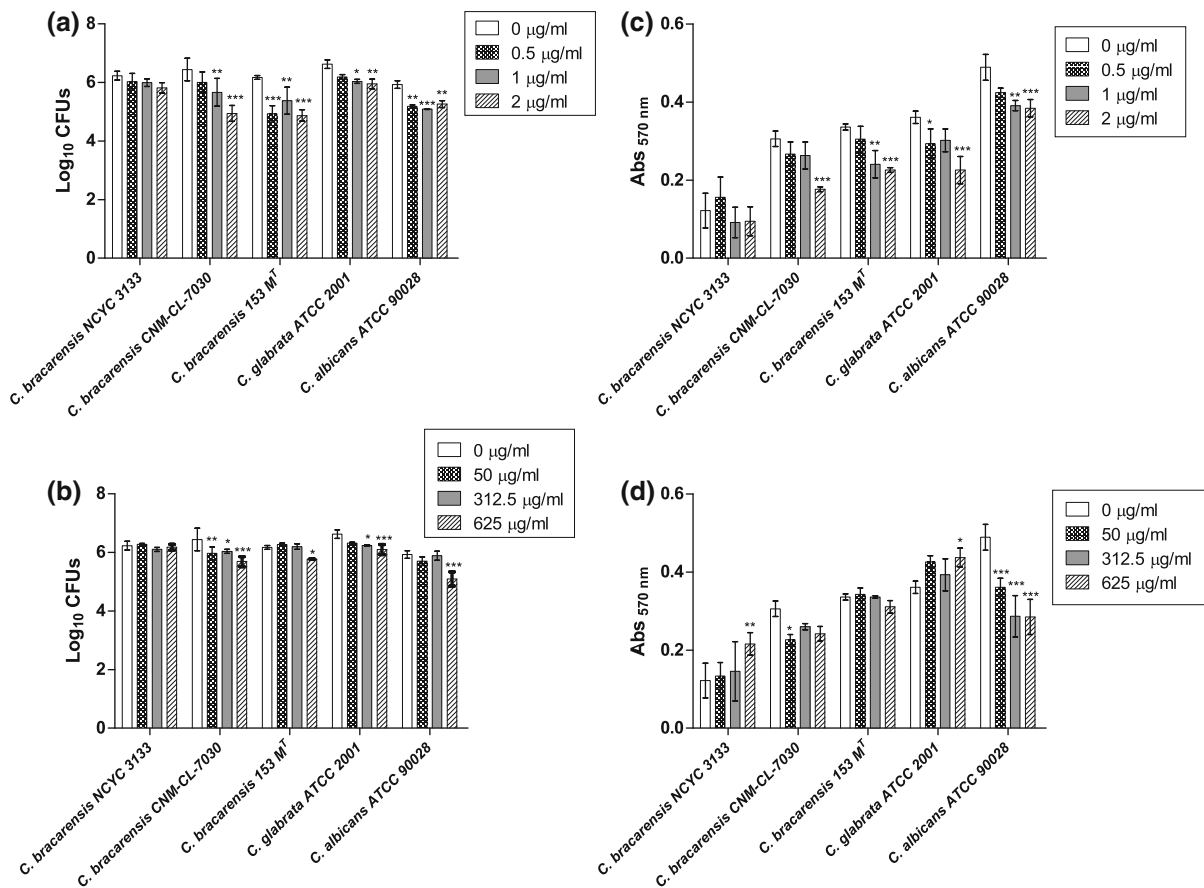 (a)
8
6
4
2
0
Log10 CFUs
** *** *** ** *** * ** ** *** **
0 μg/ml
0.5 μg/ml
1 μg/ml
2 μg/ml
C. bracarensis NCYC 3133
C. bracarensis CNM-CL-7030
C. bracarensis 153 MT
C. glabrata ATCC 2001
C. albicans ATCC 90028
(c)
0.6
0.4
0.2
0.0
Abs 570 nm
*** ** *** * *** ** ***
0 μg/ml
0.5 μg/ml
1 μg/ml
2 μg/ml
C. bracarensis NCYC 3133
C. bracarensis CNM-CL-7030
C. bracarensis 153 MT
C. glabrata ATCC 2001
C. albicans ATCC 90028
(b)
8
6
4
2
0
Log10 CFUs
** * *** * * *** ***
0 μg/ml
50 μg/ml
312.5 μg/ml
625 μg/ml
C. bracarensis NCYC 3133
C. bracarensis CNM-CL-7030
C. bracarensis 153 MT
C. glabrata ATCC 2001
C. albicans ATCC 90028
(d)
0.6
0.4
0.2
0.0
Abs 570 nm
** * * *** *** ***
0 μg/ml
50 μg/ml
312.5 μg/ml
625 μg/ml
C. bracarensis NCYC 3133
C. bracarensis CNM-CL-7030
C. bracarensis 153 MT
C. glabrata ATCC 2001
C. albicans ATCC 90028